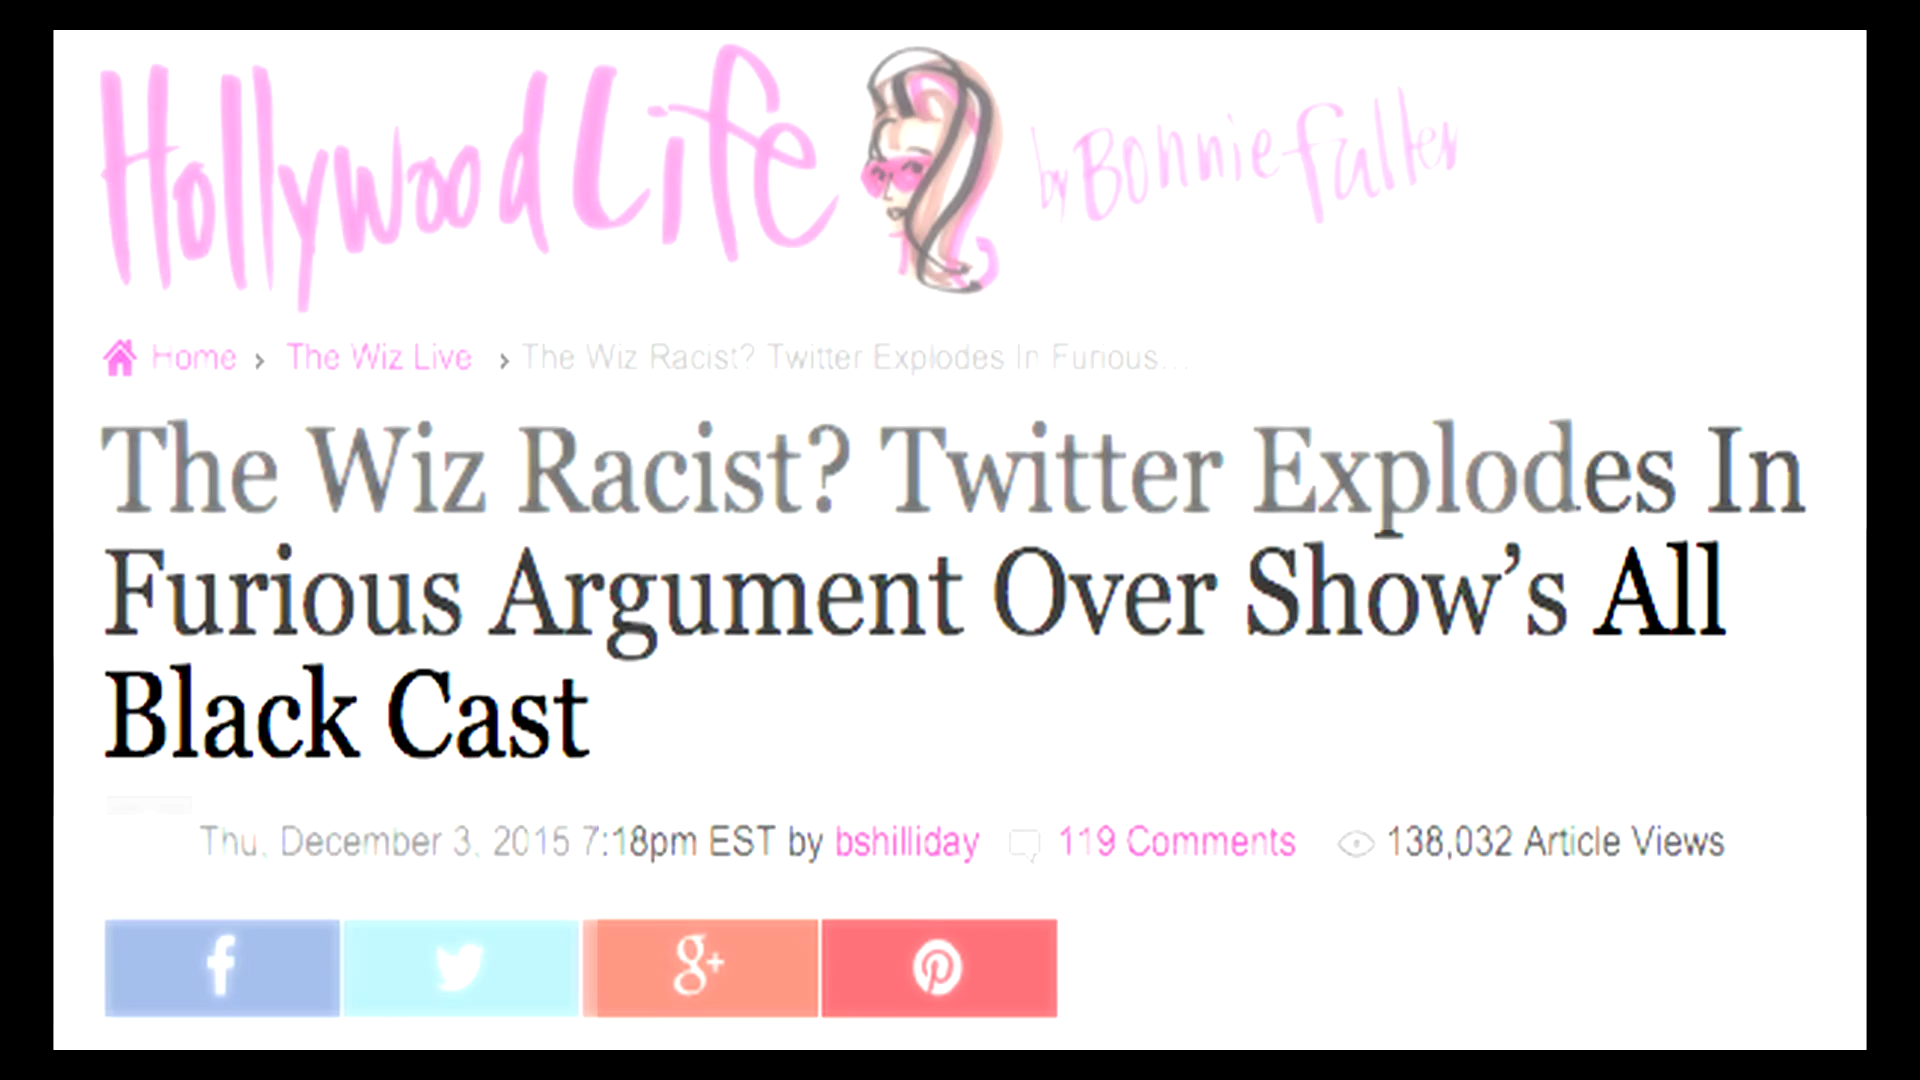 HollywoodLife by Bonnie Fuller
Home › The Wiz Live › The Wiz Racist? Twitter Explodes In Furious...
The Wiz Racist? Twitter Explodes In
Furious Argument Over Show's All
Black Cast
Thu, December 3, 2015 7:18pm EST by bshilliday 119 Comments 138,032 Article Views
f g+